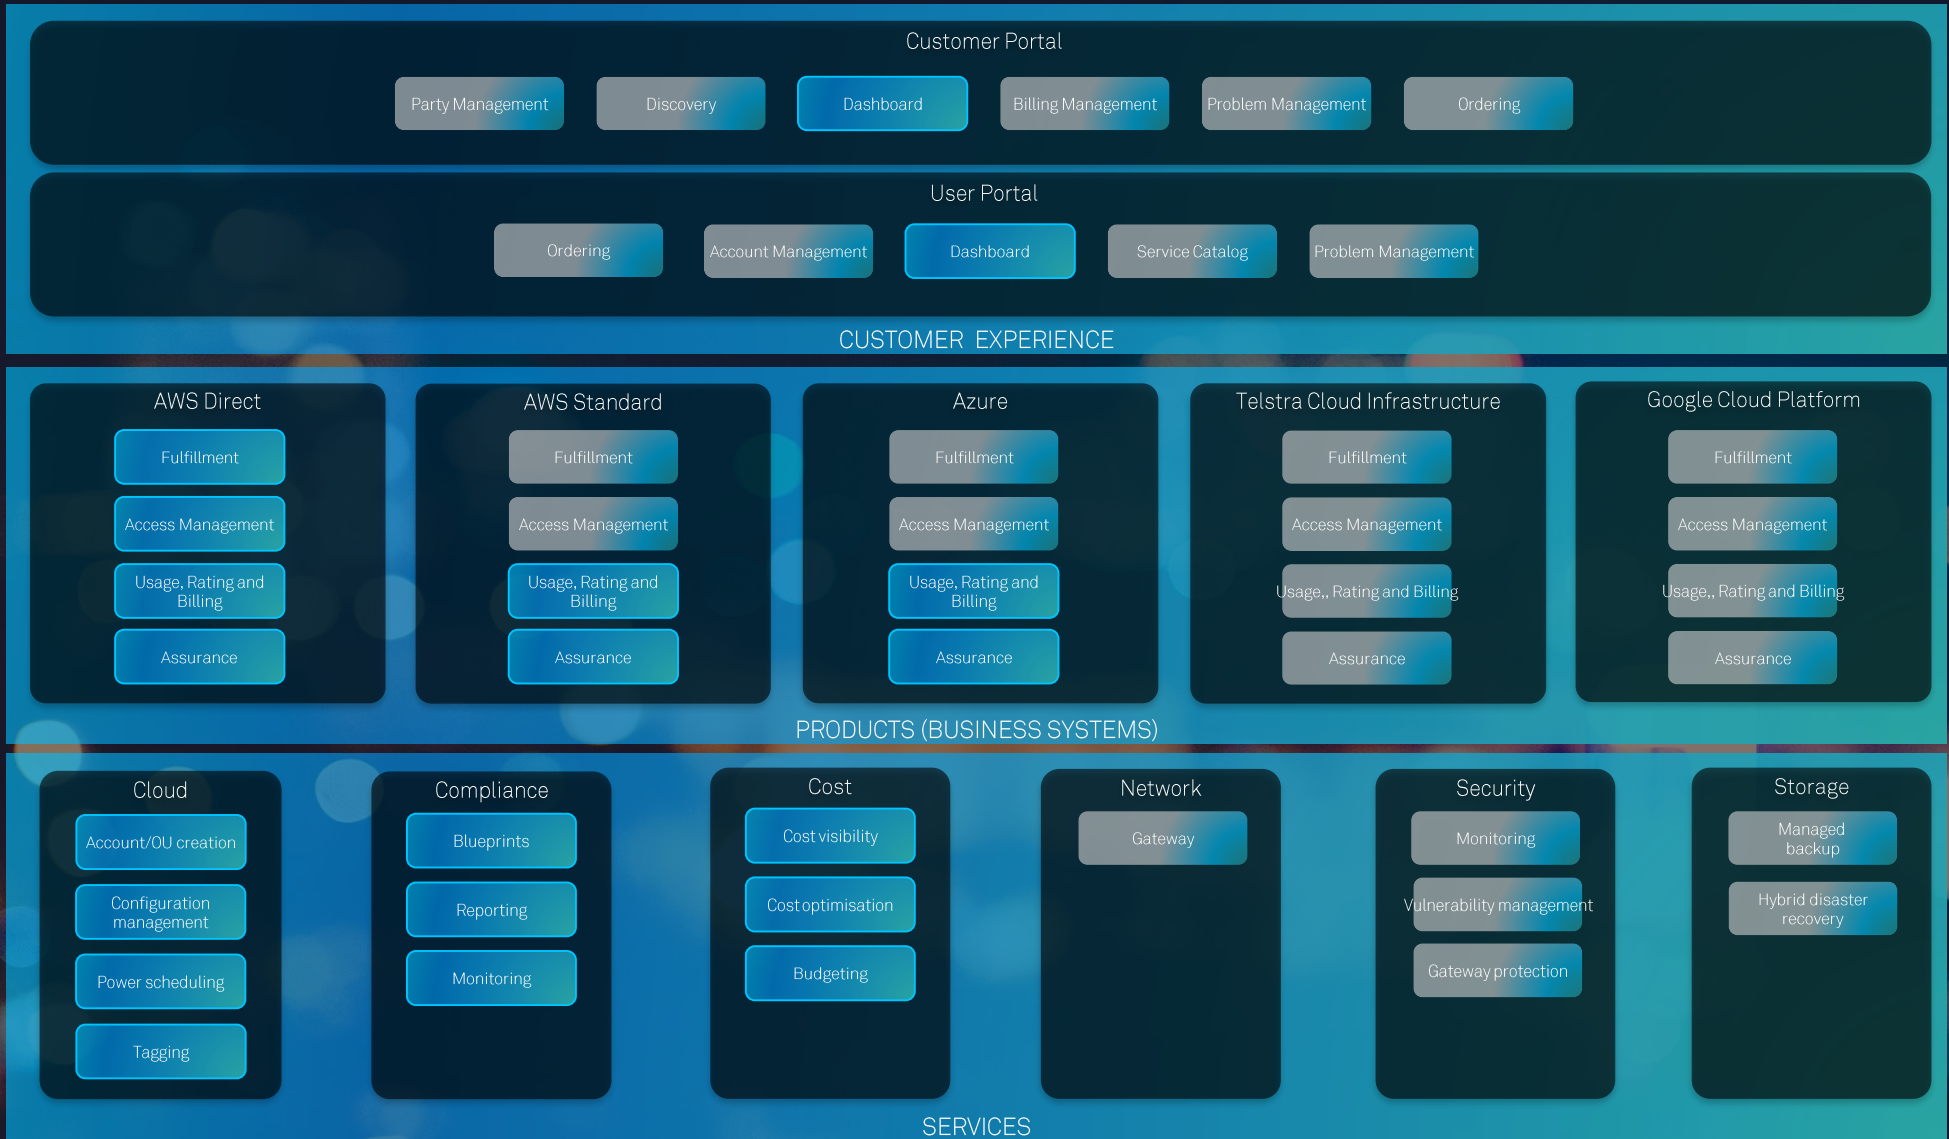 Customer Portal
Party Management
Discovery
Dashboard
Billing Management
Problem Management
Ordering
User Portal
Ordering
Account Management
Dashboard
Service Catalog
Problem Management
CUSTOMER EXPERIENCE
AWS Direct
Fulfillment
Access Management
Usage, Rating and
Billing
Assurance
AWS Standard
Fulfillment
Access Management
Usage, Rating and
Billing
Assurance
Azure
Fulfillment
Access Management
Usage, Rating and
Billing
Assurance
Telstra Cloud Infrastructure
Fulfillment
Access Management
Usage,, Rating and Billing
Assurance
Google Cloud Platform
Fulfillment
Access Management
Usage,, Rating and Billing
Assurance
PRODUCTS (BUSINESS SYSTEMS)
Cloud
Account/OU creation
Configuration
management
Power scheduling
Tagging
Compliance
Blueprints
Reporting
Monitoring
Cost
Cost visibility
Cost optimisation
Budgeting
Network
Gateway
Security
Monitoring
Vulnerability management
Gateway protection
Storage
Managed
backup
Hybrid disaster
recovery
SERVICES